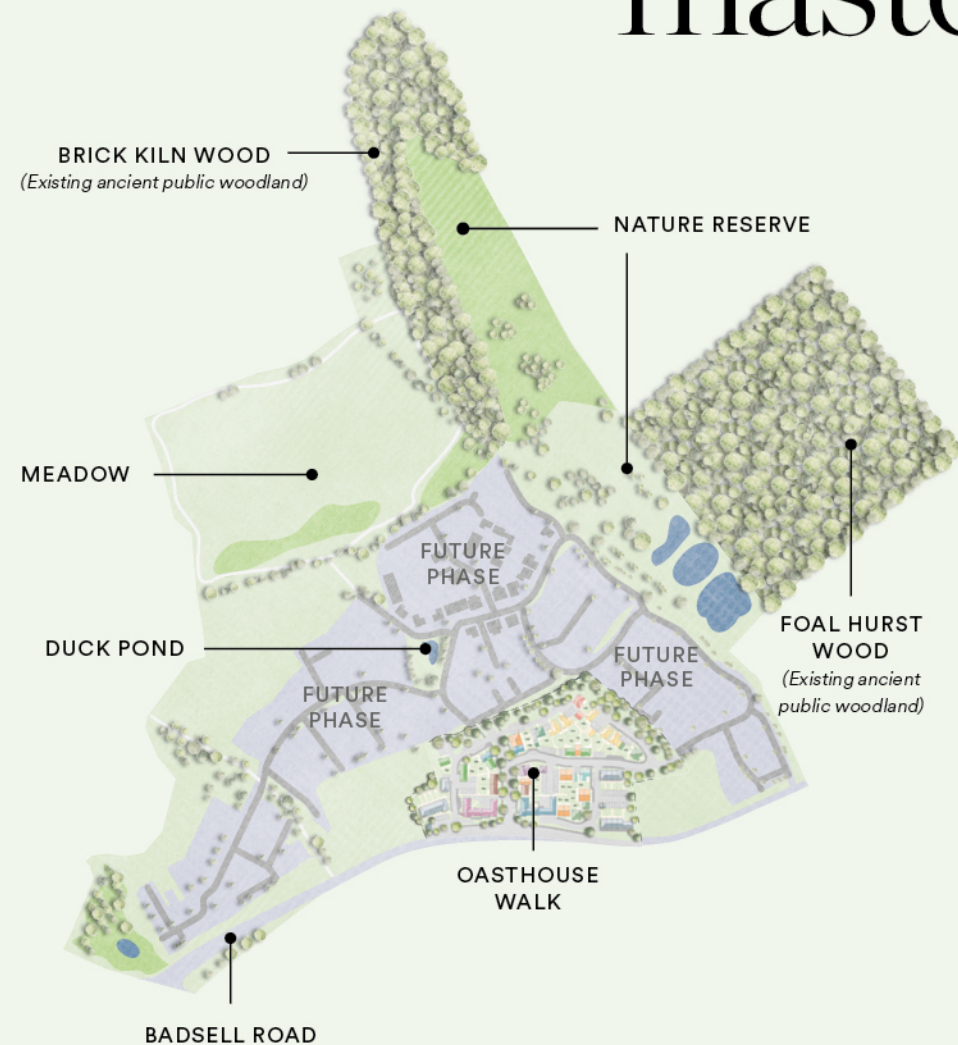 BRICK KILN WOOD
(Existing ancient public woodland)
NATURE RESERVE
MEADOW
FUTURE
PHASE
DUCK POND
FUTURE
PHASE
FUTURE
PHASE
FOAL HURST
WOOD
(Existing ancient
public woodland)
OASTHOUSE
WALK
BADSELL ROAD